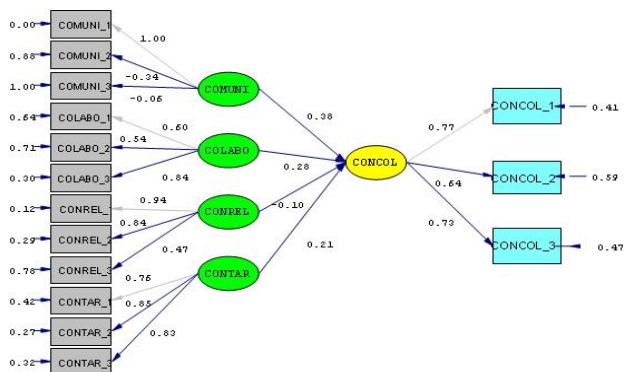 0.00 COMUNI_1
1.00
0.88 COMUNI_2
-0.34
1.00 COMUNI_3
COMUNI
-0.06
0.38
0.64 COLABO_1
0.60
CONCOL_1
0.41
0.77
0.71 COLABO_2
0.54
COLABO
CONCOL
0.28
0.30 COLABO_3
0.84
0.64
CONCOL_2
0.59
0.12 CONREL_
0.94
CONREL
-0.10
0.29 CONREL_2
0.84
0.73
CONCOL_3
0.47
0.78 CONREL_3
0.47
0.21
CONTAR
0.76
0.42 CONTAR_1
0.85
0.27 CONTAR_2
0.83
0.32 CONTAR_3